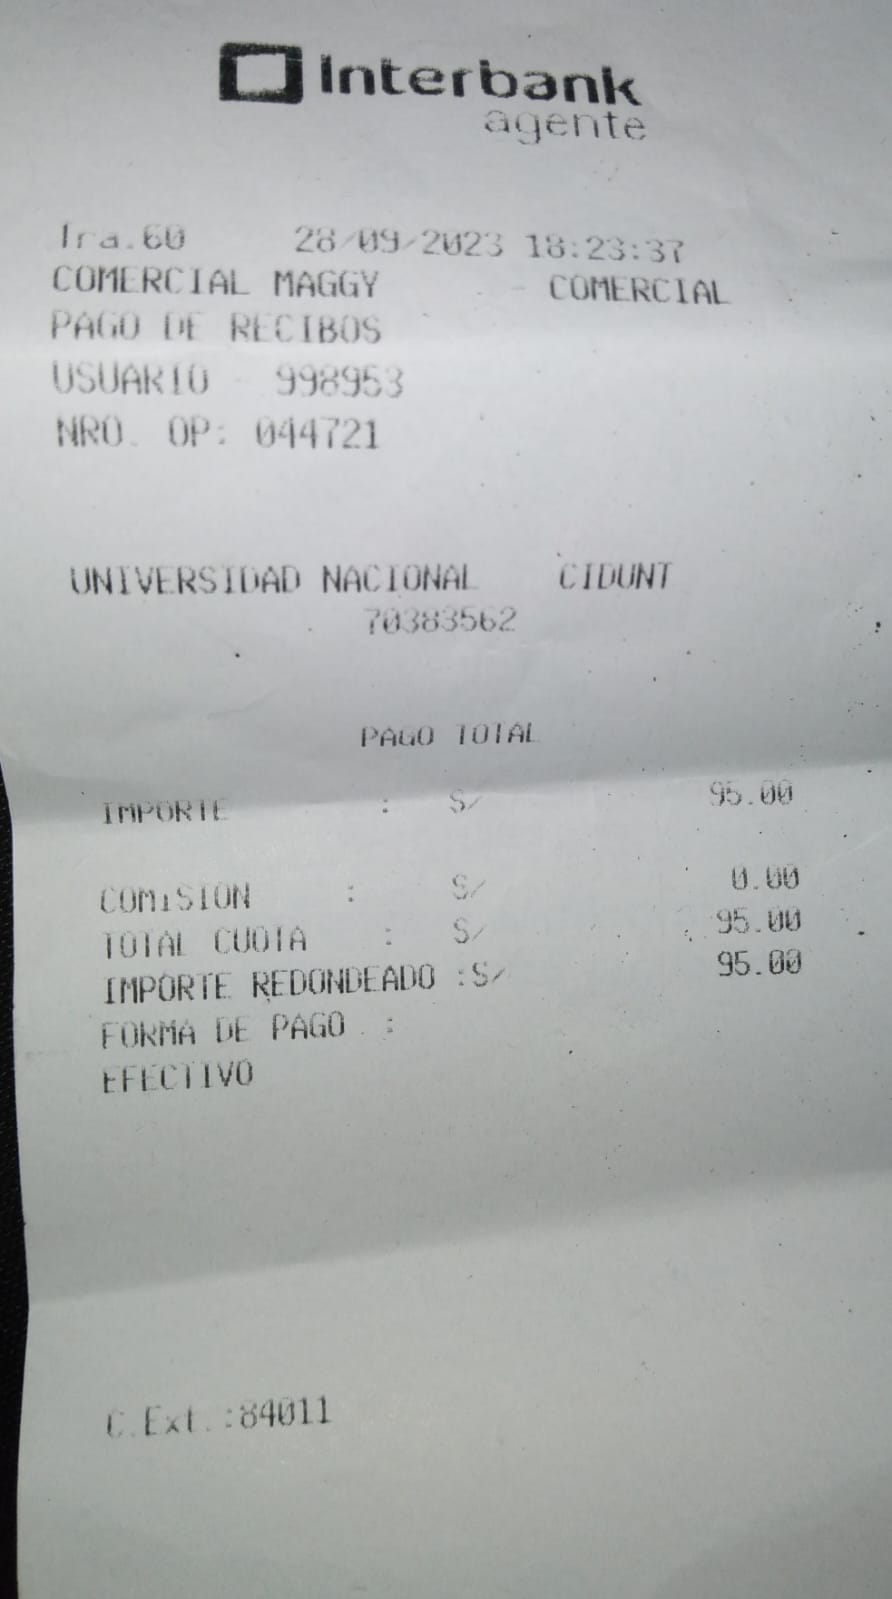 Interbank
agente
Tra.60 28/09/2023 18:23:37
COMERCIAL MAGGY - COMERCIAL
PAGO DE RECIBOS
USUARIO - 998953
NRO. OP: 044721
UNIVERSIDAD NACIONAL CIDUNT
70383562
PAGO TOTAL
IMPORTE : S/ 95.00
COMISION : S/ 0.00
TOTAL CUOTA : S/ 95.00
IMPORTE REDONDEADO :S/ 95.00
FORMA DE PAGO :
EFECTIVO
C.Ext.:84011